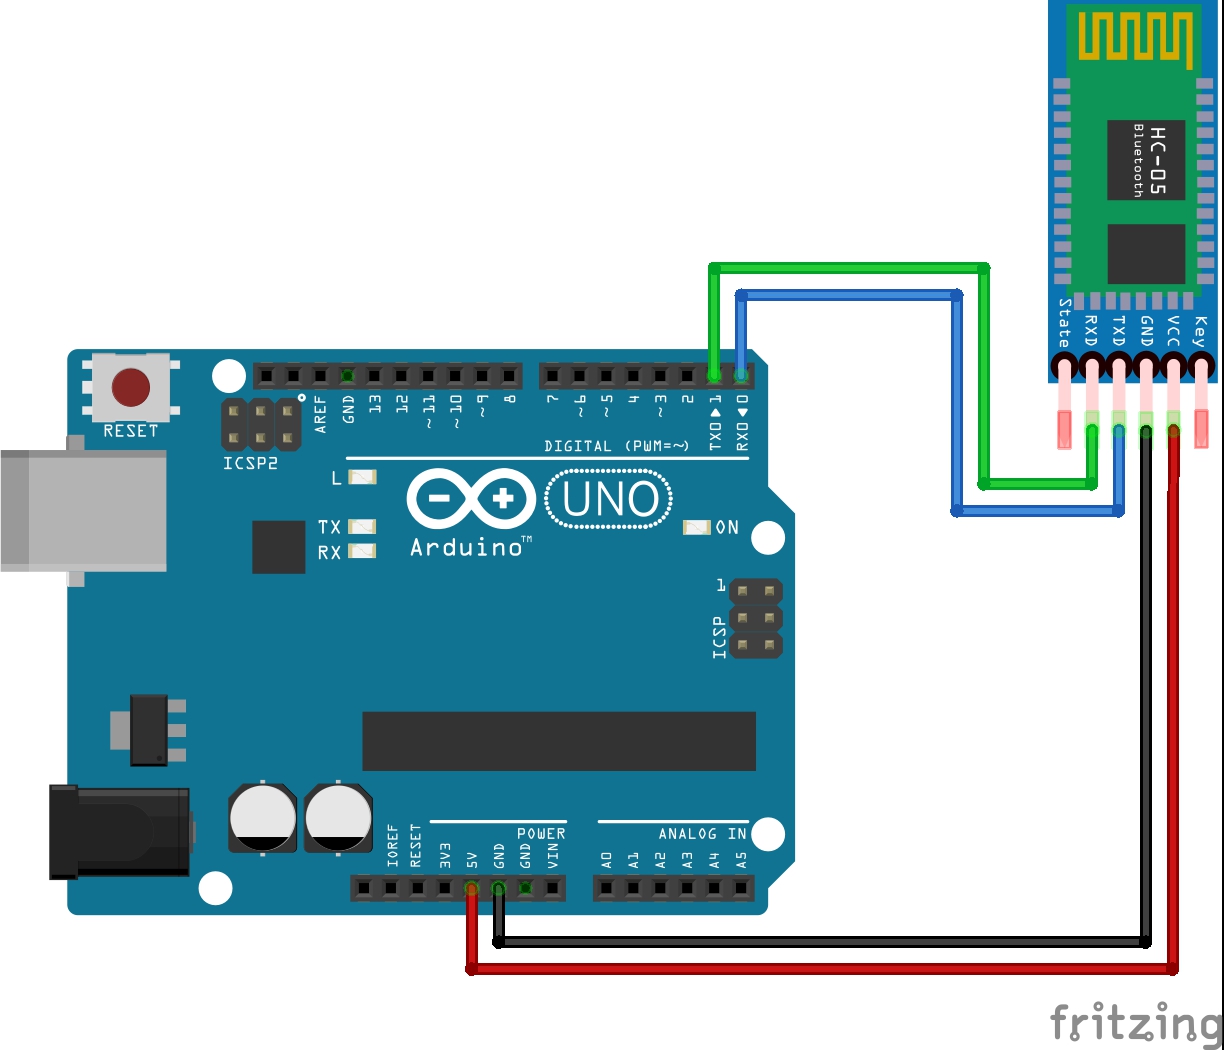 HC-05
Bluetooth
State
RXD
TXD
GND
VCC
Key
RESET
ICSP2
AREF
GND
13
12
~11
~10
~9
8
7
~6
~5
4
~3
2
TX0▶1
RX0◀0
DIGITAL (PWM=~)
L
TX
RX
Arduino™
UNO
ON
1
ICSP
IOREF
RESET
3V3
5V
GND
GND
VIN
POWER
ANALOG IN
A0
A1
A2
A3
A4
A5
fritzing